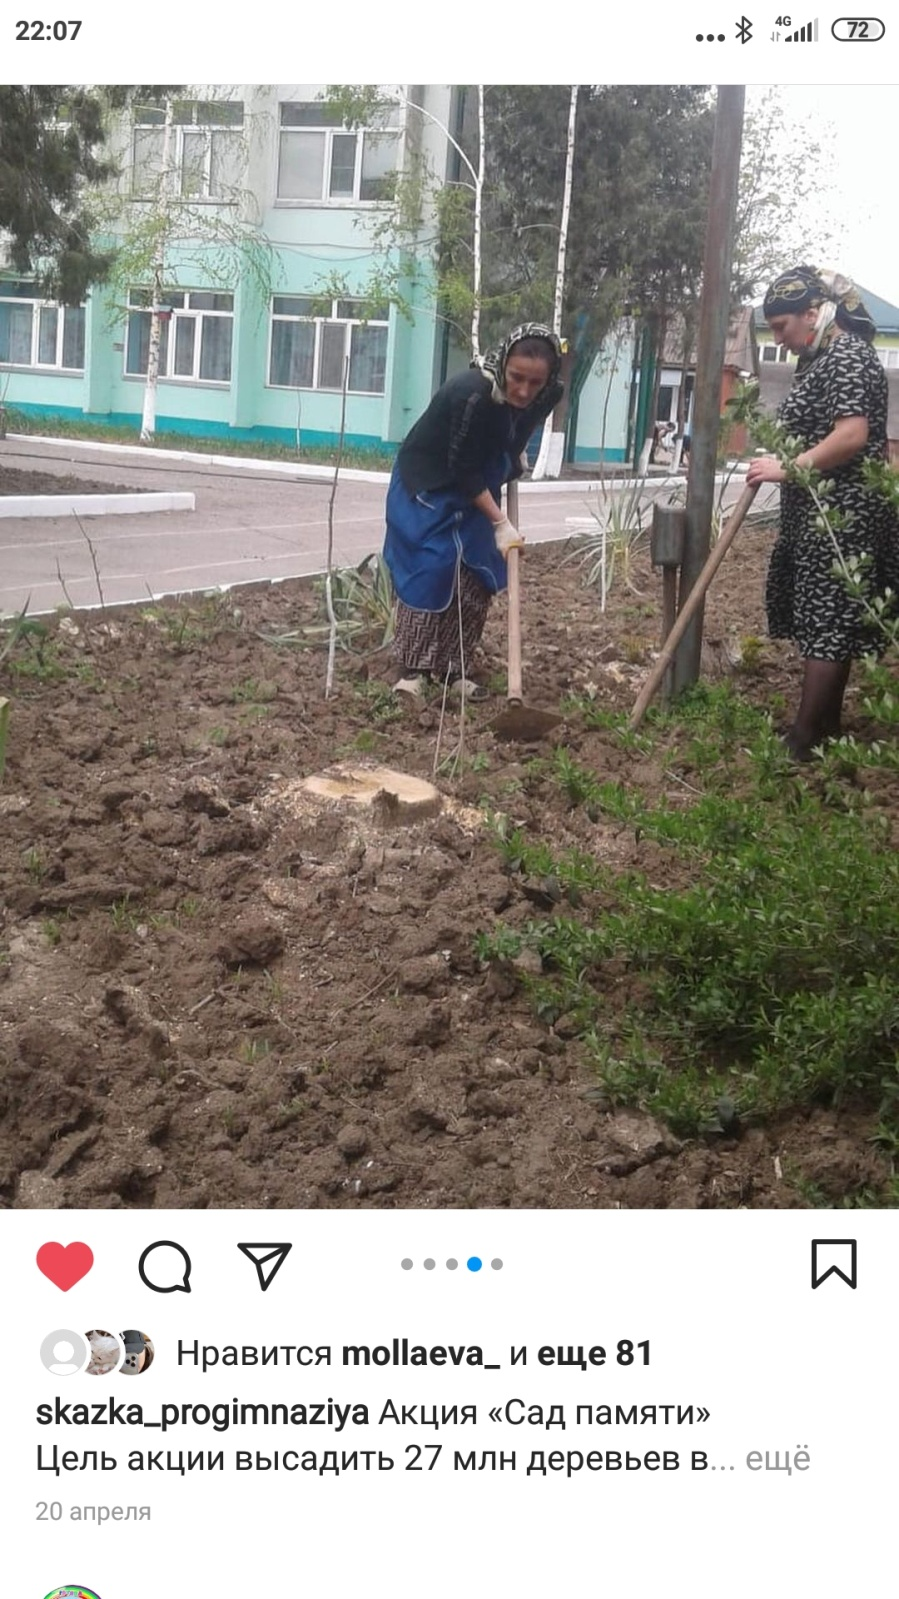 22:07
4G
72
Нравится mollaeva_ и еще 81
skazka_progimnaziya Акция «Сад памяти»
Цель акции высадить 27 млн деревьев в... ещё
20 апреля